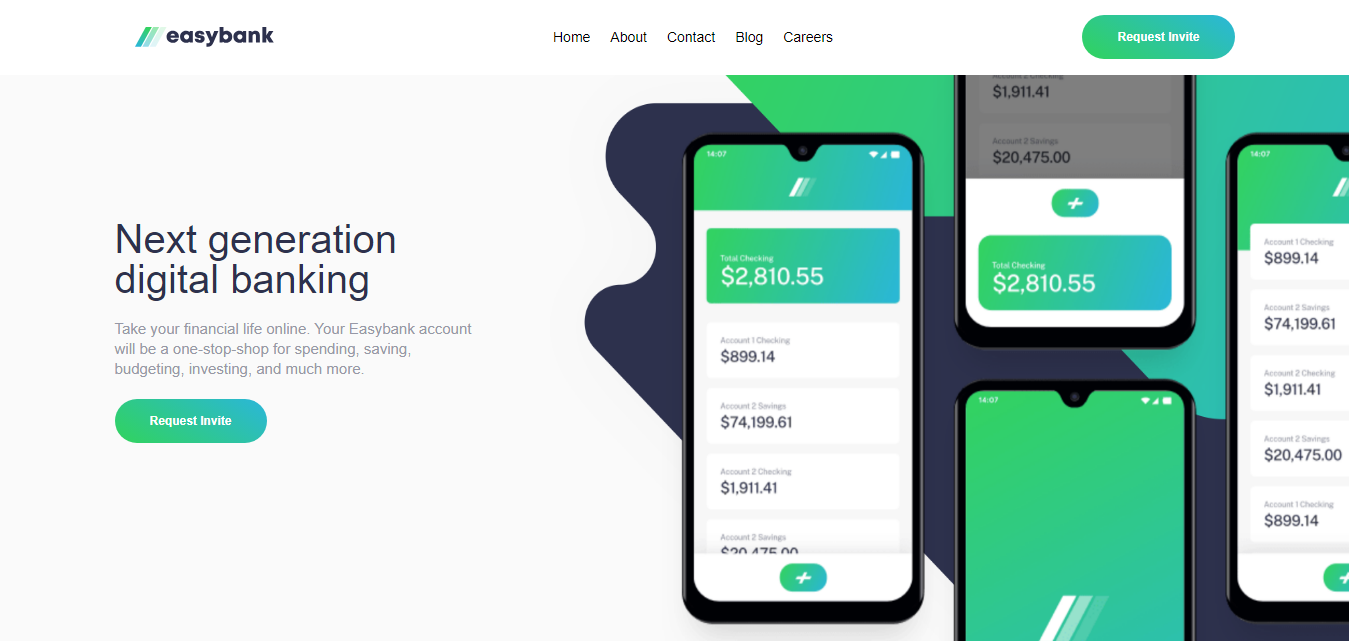 easybank
Home About Contact Blog Careers
Request Invite
Next generation
digital banking
Take your financial life online. Your Easybank account
will be a one-stop-shop for spending, saving,
budgeting, investing, and much more.
Request Invite
14:07
Total Checking
$2,810.55
Account 1 Checking
$899.14
Account 2 Savings
$74,199.61
Account 2 Checking
$1,911.41
Account 2 Savings
$20,475.00
Account 2 Checking
$1,911.41
Account 2 Savings
$20,475.00
Total Checking
$2,810.55
14:07
14:07
Account 1 Checking
$899.14
Account 2 Savings
$74,199.61
Account 2 Checking
$1,911.41
Account 2 Savings
$20,475.00
Account 1 Checking
$899.14